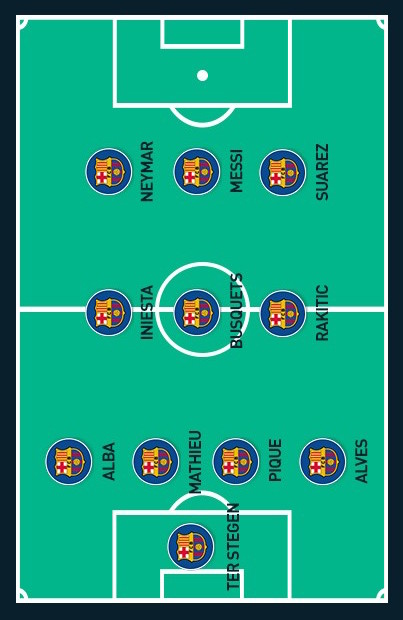 NEYMAR
MESSI
SUAREZ
INIESTA
BUSQUETS
RAKITIC
ALBA
MATHIEU
PIQUE
ALVES
TER STEGEN